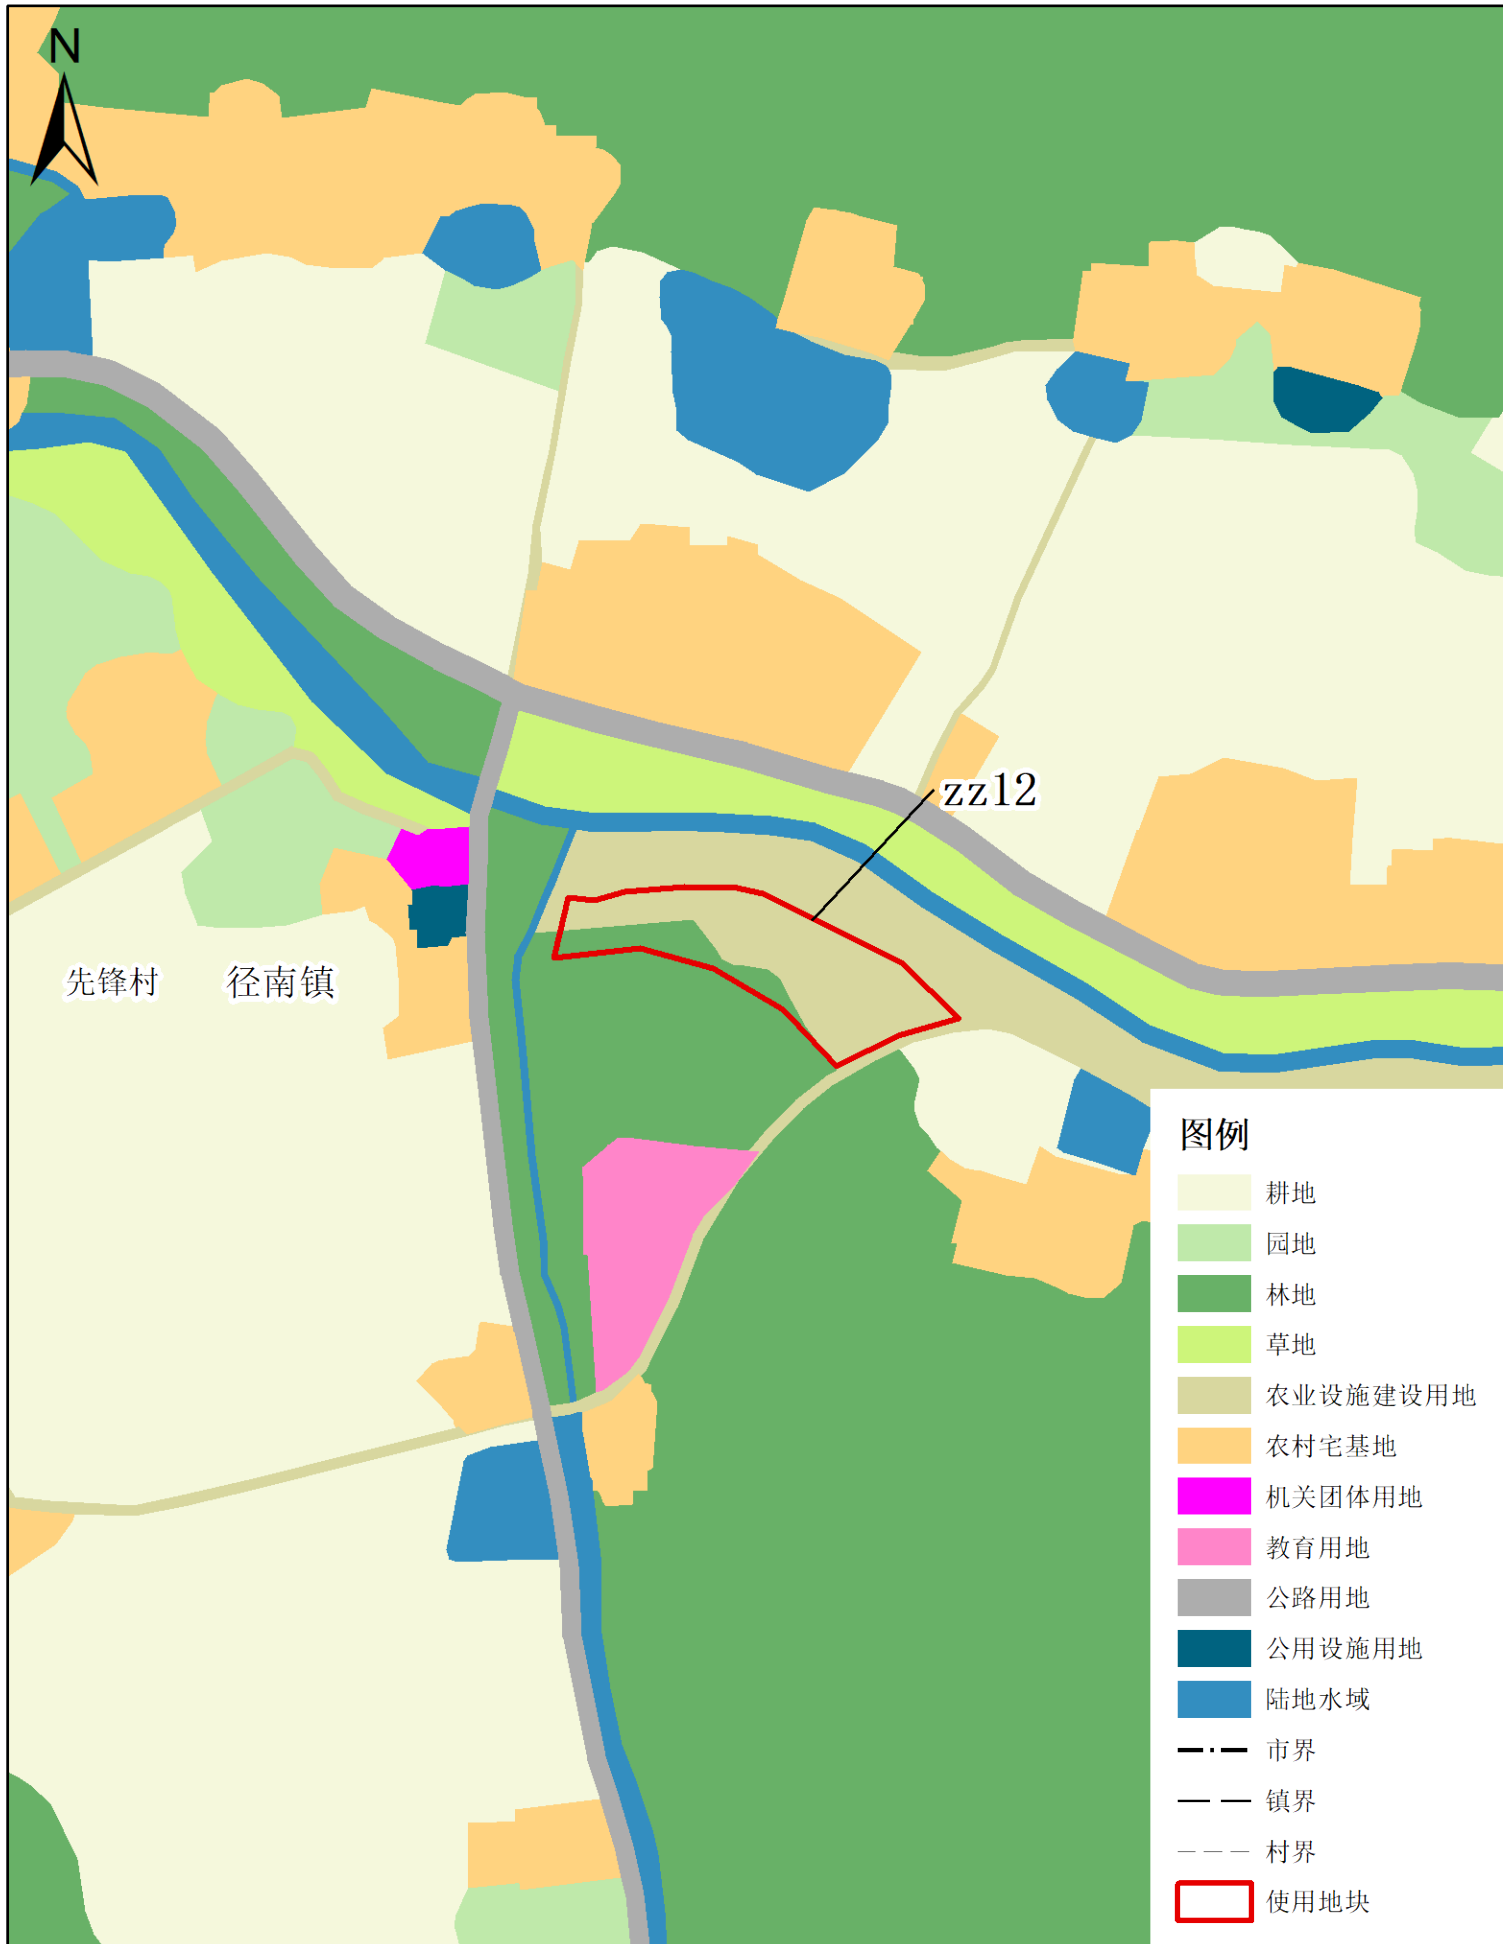 N
zz12
先锋村
径南镇
图例
耕地
园地
林地
草地
农业设施建设用地
农村宅基地
机关团体用地
教育用地
公路用地
公用设施用地
陆地水域
市界
镇界
村界
使用地块